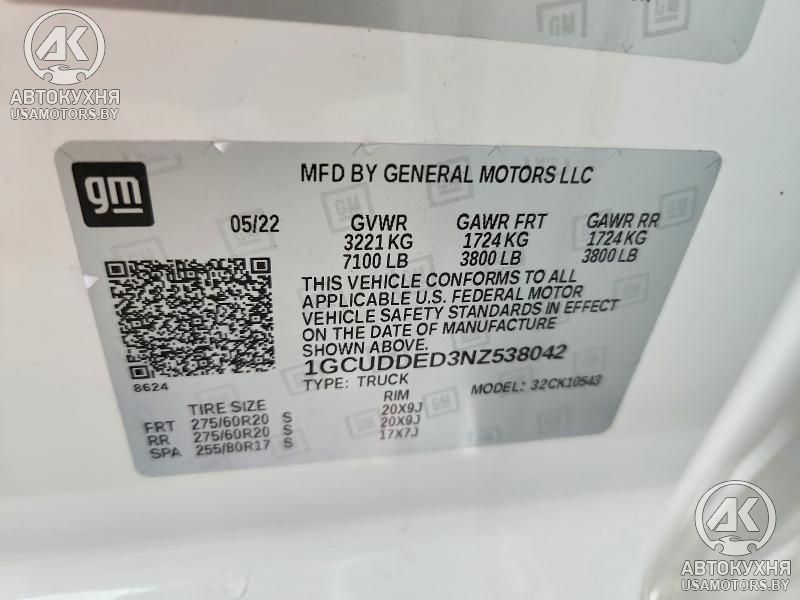 AK
АВТОКУХНЯ
USAMOTORS.BY
GM
gm
MFD BY GENERAL MOTORS LLC
05/22 GVWR GAWR FRT GAWR RR
3221 KG 1724 KG 1724 KG
7100 LB 3800 LB 3800 LB
THIS VEHICLE CONFORMS TO ALL
APPLICABLE U.S. FEDERAL MOTOR
VEHICLE SAFETY STANDARDS IN EFFECT
ON THE DATE OF MANUFACTURE
SHOWN ABOVE.
1GCUDDED3NZ538042
8624
TYPE: TRUCK MODEL: 32CK10543
TIRE SIZE RIM
FRT 275/60R20 S 20X9J
RR 275/60R20 S 20X9J
SPA 255/80R17 S 17X7J
AK
АВТОКУХНЯ
USAMOTORS.BY